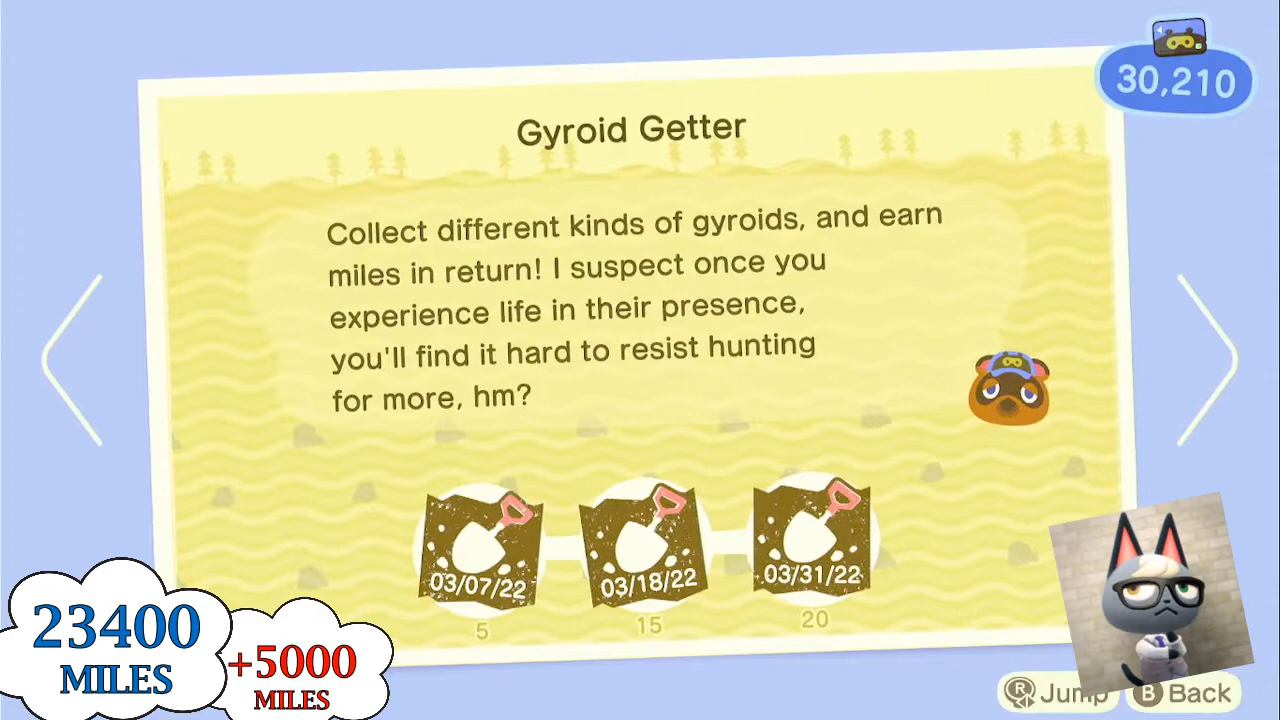 30,210
Gyroid Getter
Collect different kinds of gyroids, and earn
miles in return! I suspect once you
experience life in their presence,
you'll find it hard to resist hunting
for more, hm?
03/07/22
03/18/22
03/31/22
5
15
20
23400
MILES
+5000
MILES
R Jump
B Back